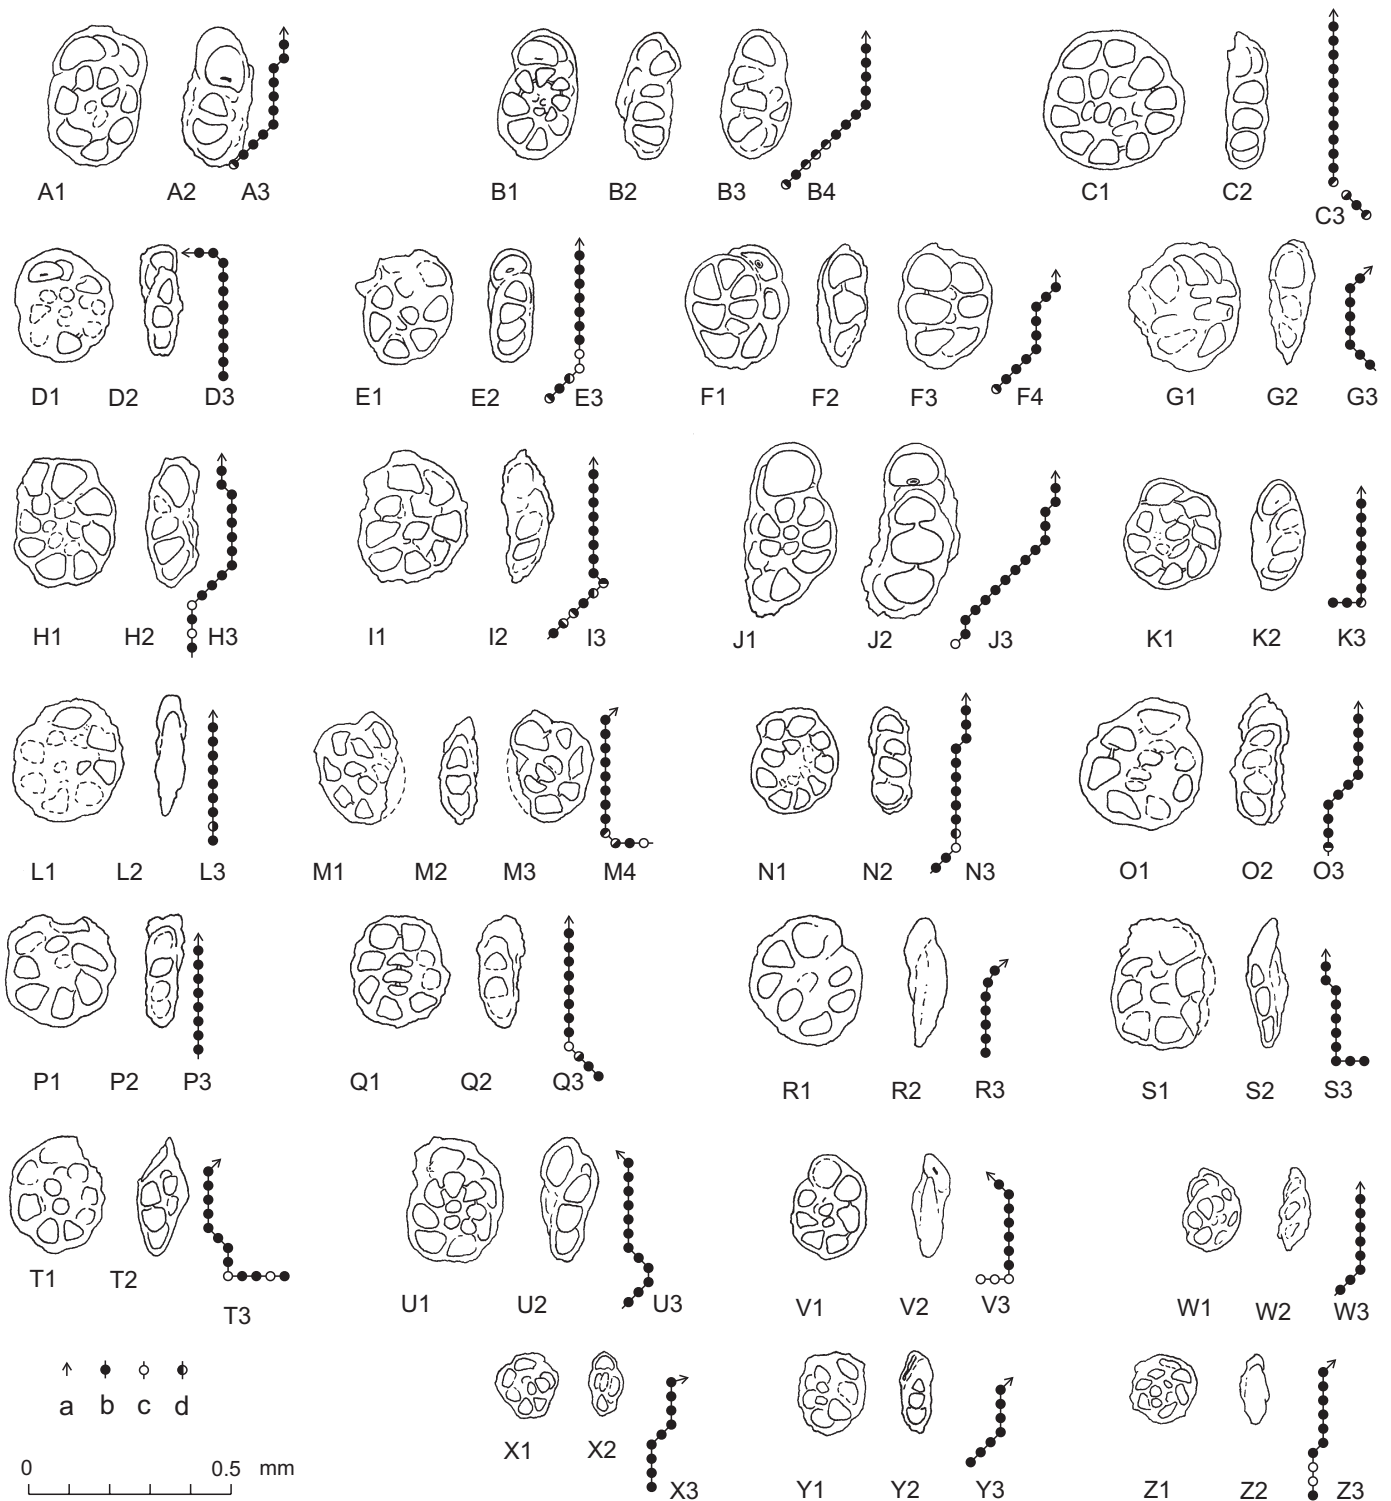 A1 A2 A3 B1 B2 B3 B4 C1 C2 C3
D1 D2 D3 E1 E2 E3 F1 F2 F3 F4 G1 G2 G3
H1 H2 H3 I1 I2 I3 J1 J2 J3 K1 K2 K3
L1 L2 L3 M1 M2 M3 M4 N1 N2 N3 O1 O2 O3
P1 P2 P3 Q1 Q2 Q3 R1 R2 R3 S1 S2 S3
T1 T2 T3 U1 U2 U3 V1 V2 V3 W1 W2 W3
a b c d
X1 X2 X3 Y1 Y2 Y3 Z1 Z2 Z3
0 0.5 mm